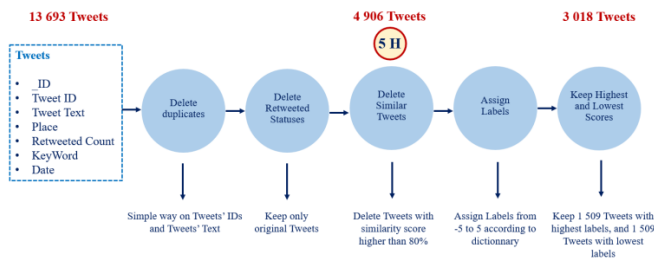 13 693 Tweets
4 906 Tweets
3 018 Tweets
5 H
Tweets
• _ID
• Tweet ID
• Tweet Text
• Place
• Retweeted Count
• KeyWord
• Date
Delete
duplicates
Delete
Retweeted
Statuses
Delete
Similar
Tweets
Assign
Labels
Keep Highest
and Lowest
Scores
Simple way on Tweets' IDs
and Tweets' Text
Keep only
original Tweets
Delete Tweets with
similarity score
higher than 80%
Assign Labels from
-5 to 5 according to
dictionnary
Keep 1 509 Tweets with
highest labels, and 1 509
Tweets with lowest
labels